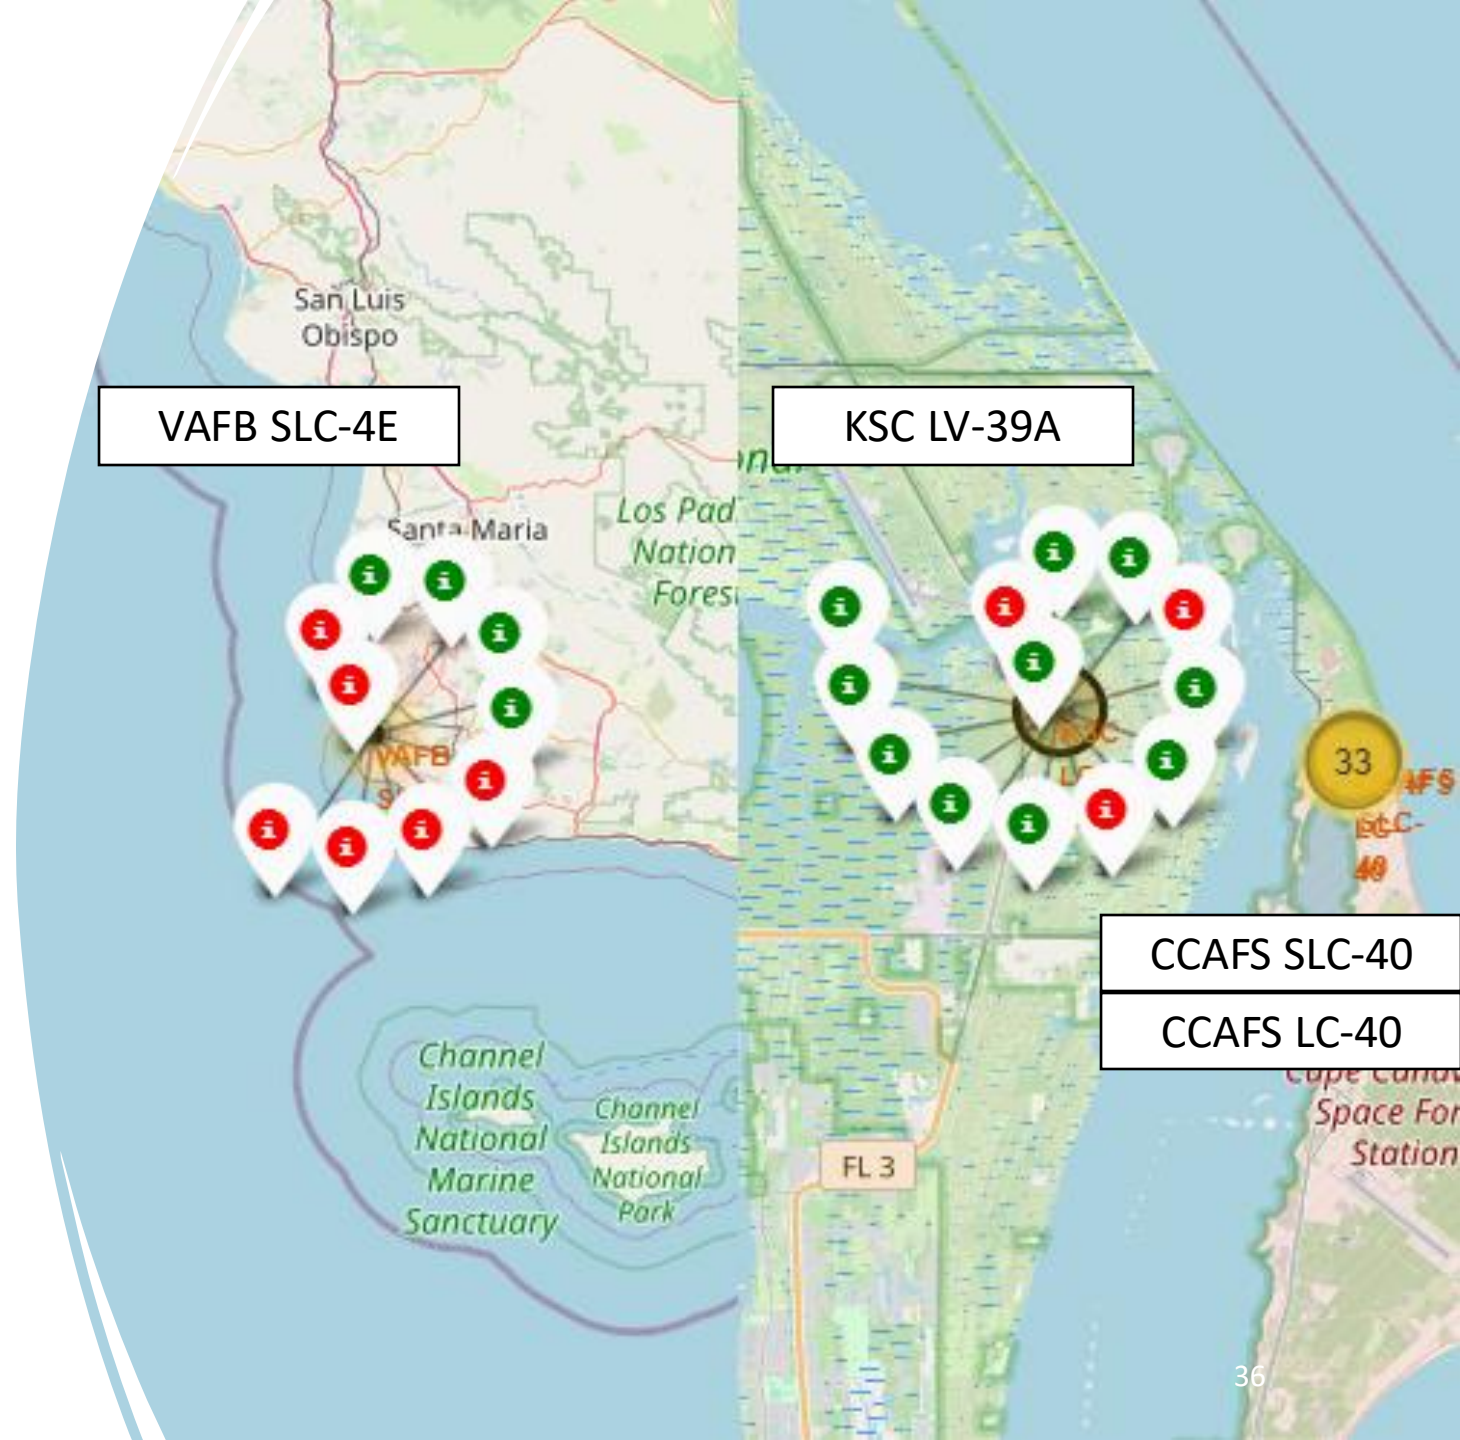 San Luis
Obispo
VAFB SLC-4E
KSC LV-39A
Santa Maria
Los Pad
Nation
Fores
VAFB
33
40
CCAFS SLC-40
CCAFS LC-40
Space For
Station
Channel
Islands
National
Marine
Sanctuary
Channel
Islands
National
Park
FL 3
36